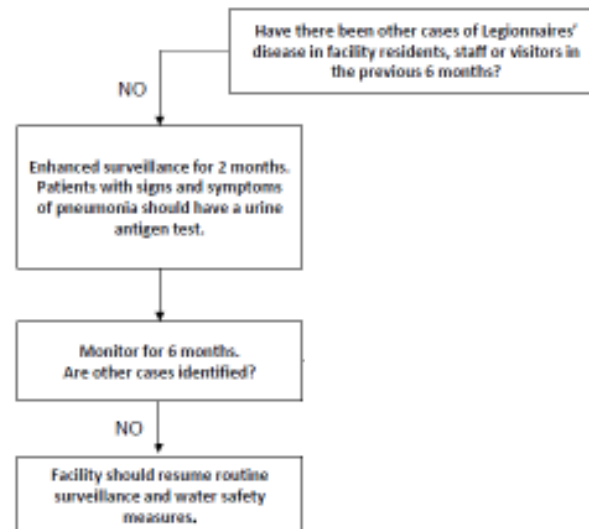 Have there been other cases of Legionnaires'
disease in facility residents, staff or visitors in
the previous 6 months?
NO
Enhanced surveillance for 2 months.
Patients with signs and symptoms
of pneumonia should have a urine
antigen test.
Monitor for 6 months.
Are other cases identified?
NO
Facility should resume routine
surveillance and water safety
measures.